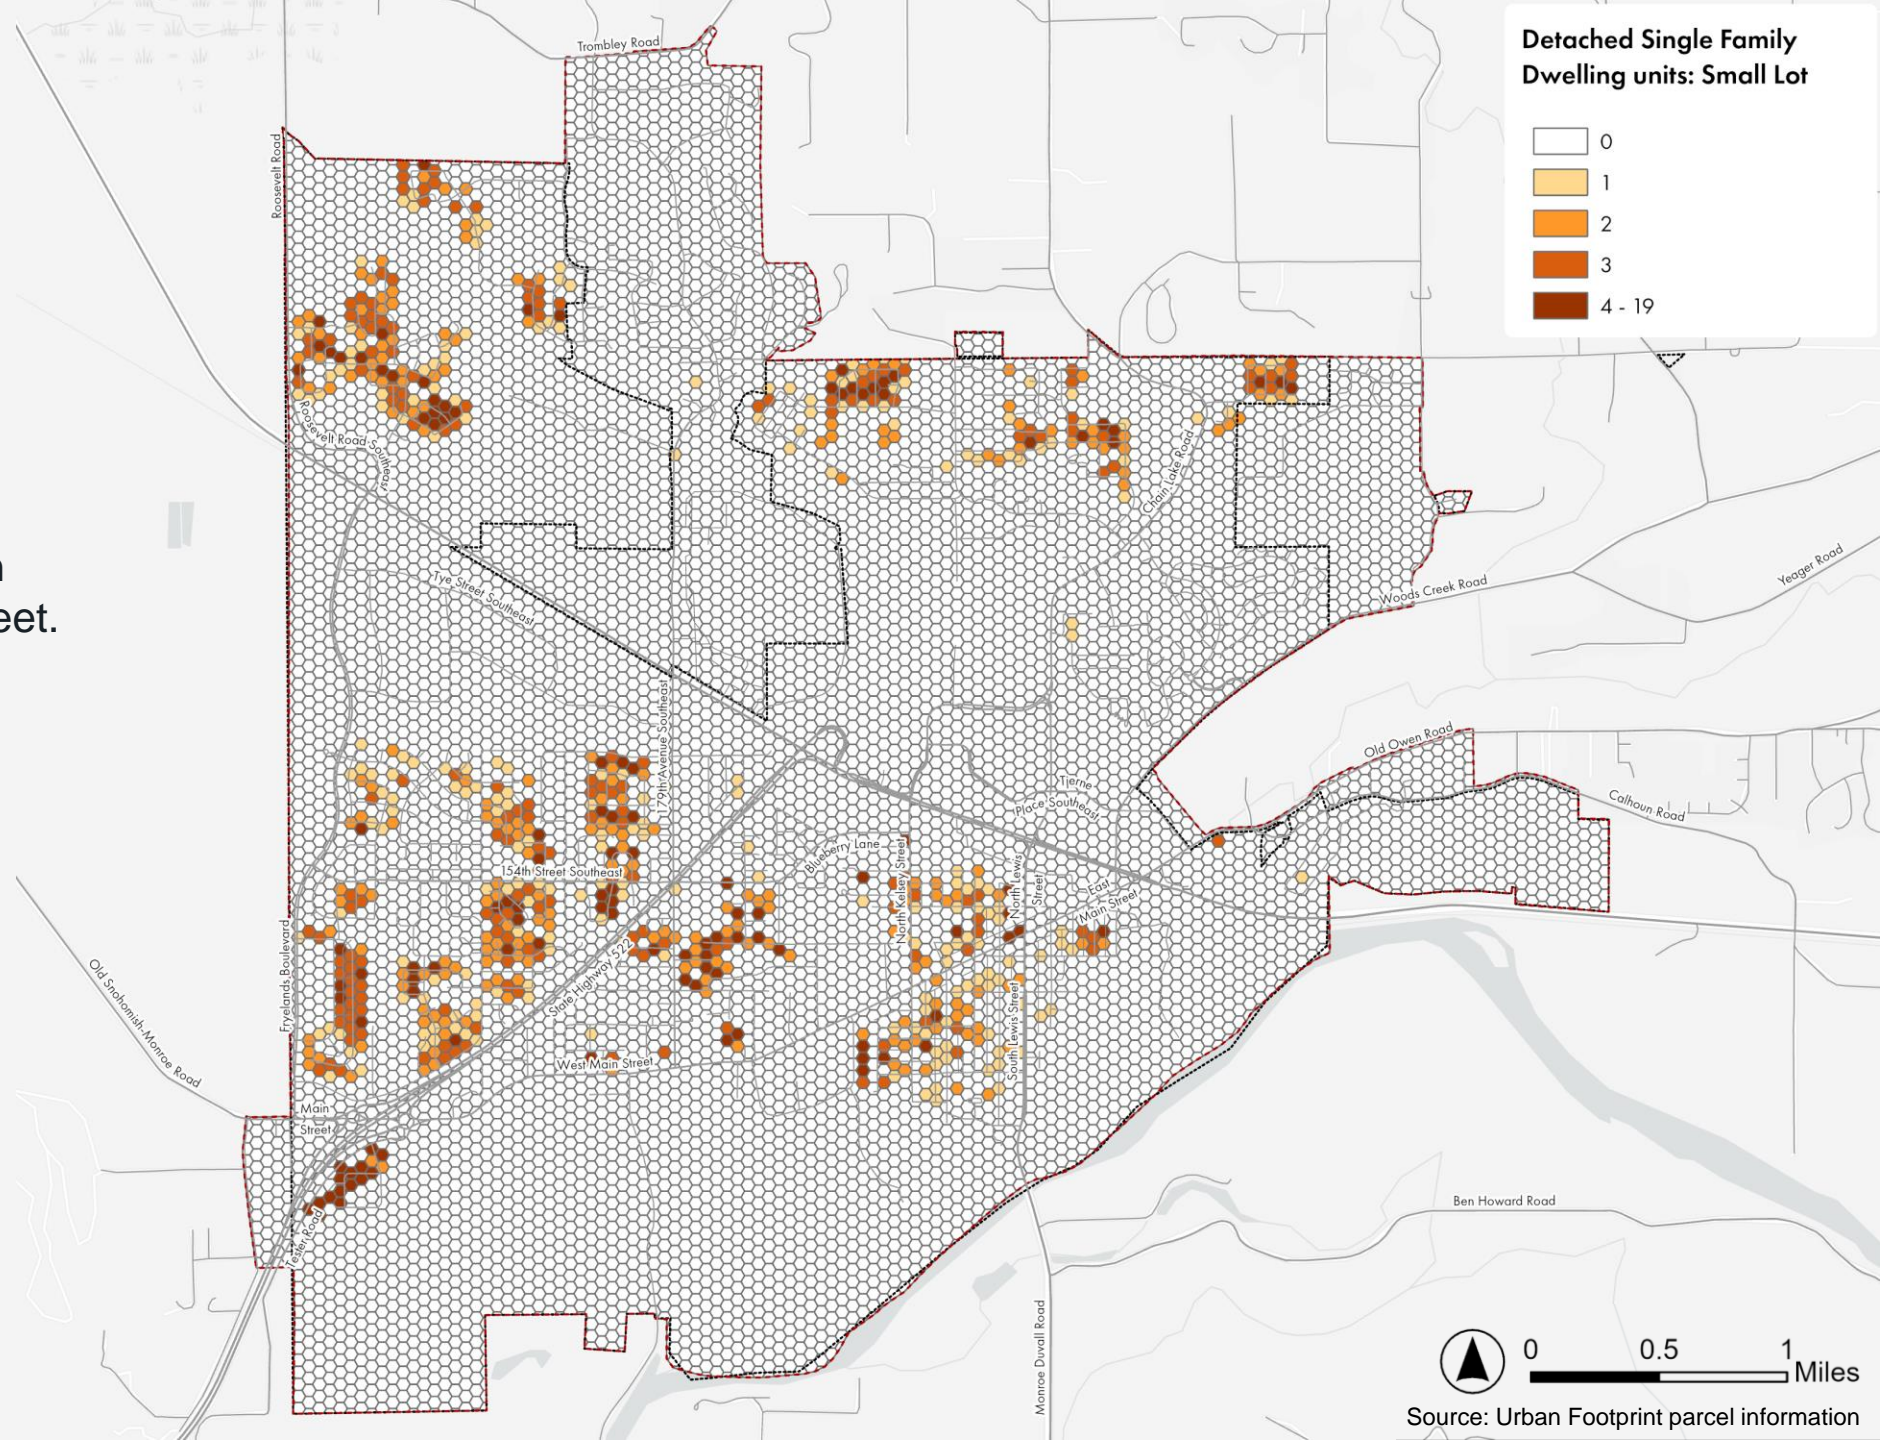 Detached Single Family
Dwelling units: Small Lot
0
1
2
3
4 - 19
Trombley Road
Roosevelt Road
Roosevelt Road Southeast
Chain Lake Road
eet.
Tye Street Southeast
Woods Creek Road
Yeager Road
179th Avenue Southeast
Old Owen Road
Tjerne
Place Southeast
Calhoun Road
Blueberry Lane
154th Street Southeast
North Kelsey Street
North Lewis
Street
East
Main Street
State Highway 522
Fryelands Boulevard
Old Snohomish-Monroe Road
South Lewis Street
West Main Street
Main
Street
Tester Road
Ben Howard Road
Monroe Duvall Road
0 0.5 1
Miles
Source: Urban Footprint parcel information